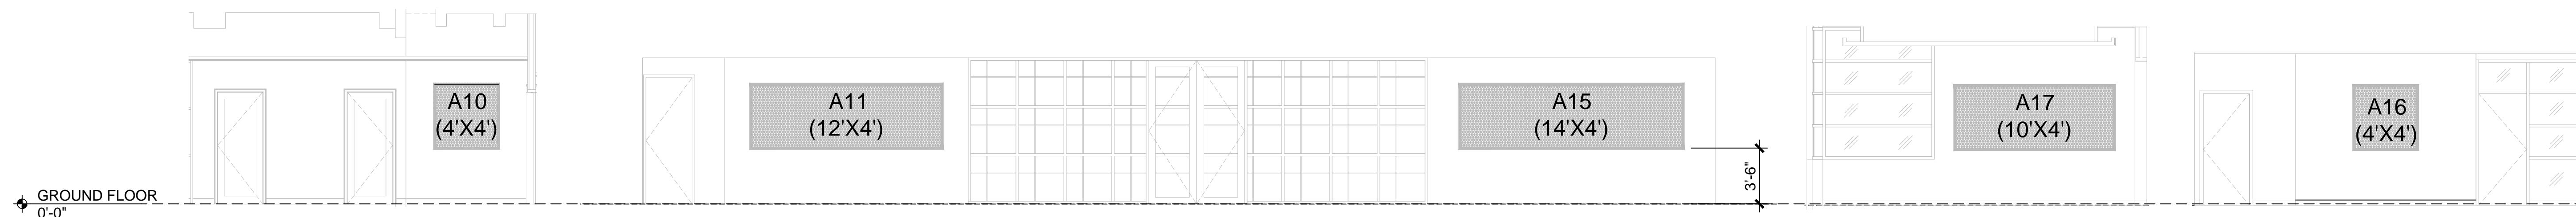 A10
(4'X4')
A11
(12'X4')
A15
(14'X4')
A17
(10'X4')
A16
(4'X4')
3'-6"
GROUND FLOOR
0'-0"